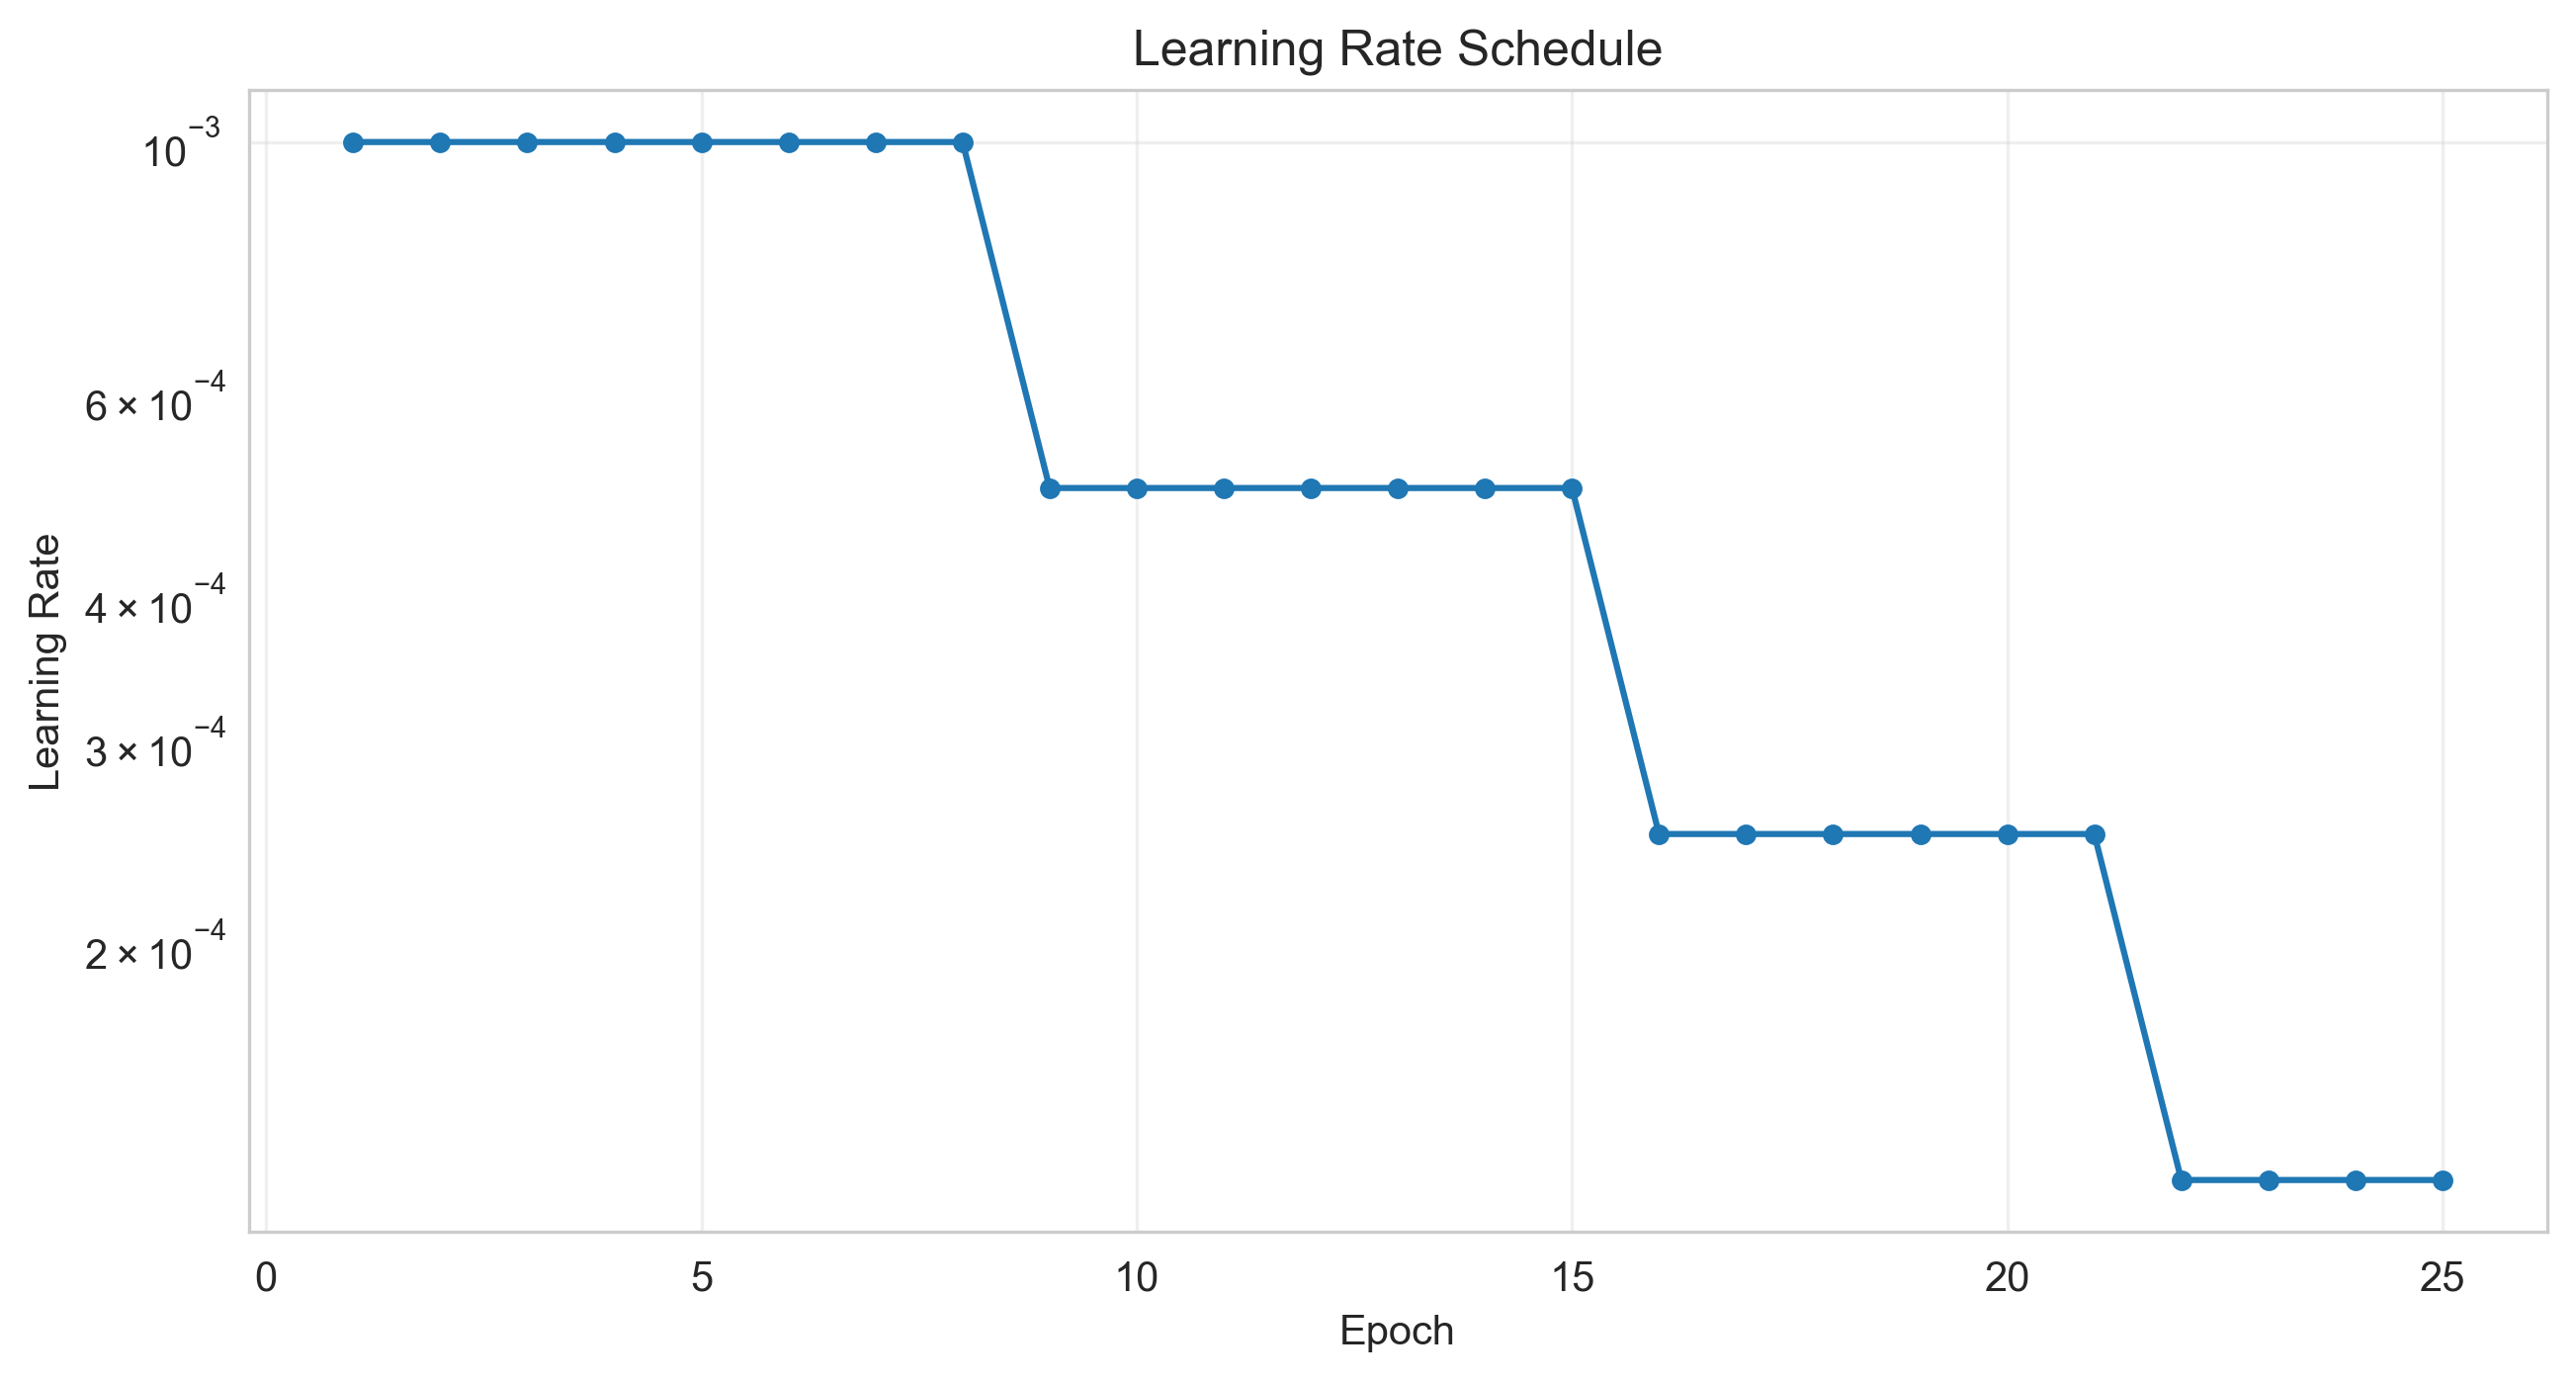 Learning Rate Schedule
Learning Rate
10⁻³
6 × 10⁻⁴
4 × 10⁻⁴
3 × 10⁻⁴
2 × 10⁻⁴
0 5 10 15 20 25
Epoch